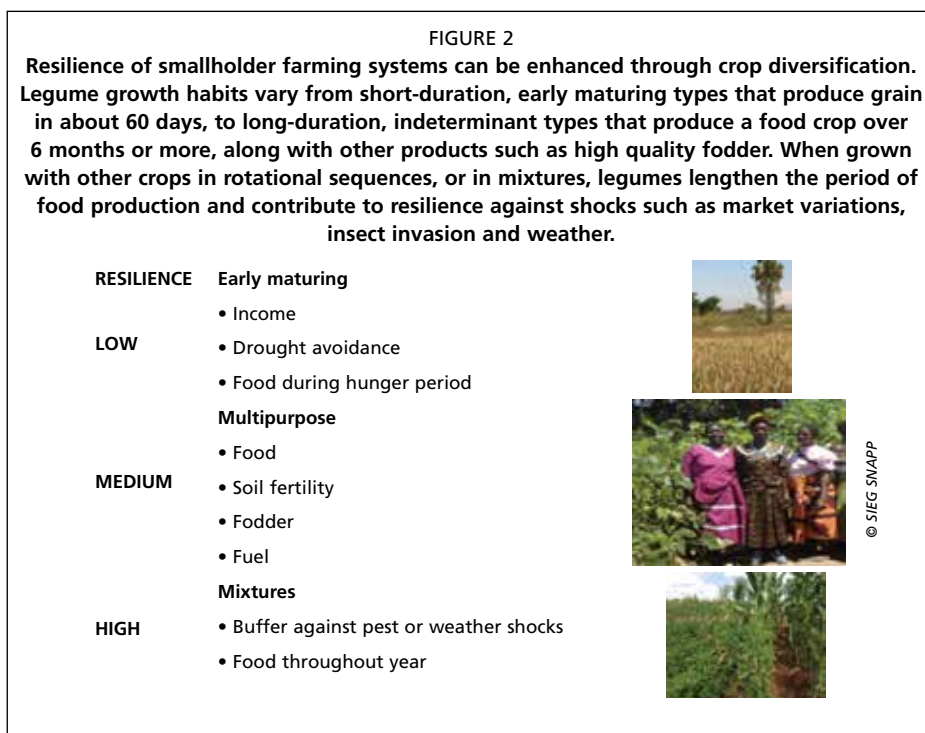 FIGURE 2
Resilience of smallholder farming systems can be enhanced through crop diversification.
Legume growth habits vary from short-duration, early maturing types that produce grain
in about 60 days, to long-duration, indeterminant types that produce a food crop over
6 months or more, along with other products such as high quality fodder. When grown
with other crops in rotational sequences, or in mixtures, legumes lengthen the period of
food production and contribute to resilience against shocks such as market variations,
insect invasion and weather.
RESILIENCE Early maturing
• Income
LOW • Drought avoidance
• Food during hunger period
Multipurpose
• Food
MEDIUM • Soil fertility
• Fodder
• Fuel
Mixtures
HIGH • Buffer against pest or weather shocks
• Food throughout year
© SIEG SNAPP